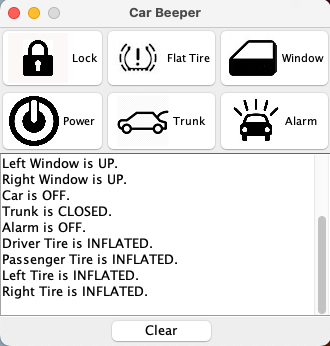 Car Beeper
Lock
Flat Tire
Window
Power
Trunk
Alarm
Left Window is UP.
Right Window is UP.
Car is OFF.
Trunk is CLOSED.
Alarm is OFF.
Driver Tire is INFLATED.
Passenger Tire is INFLATED.
Left Tire is INFLATED.
Right Tire is INFLATED.
Clear